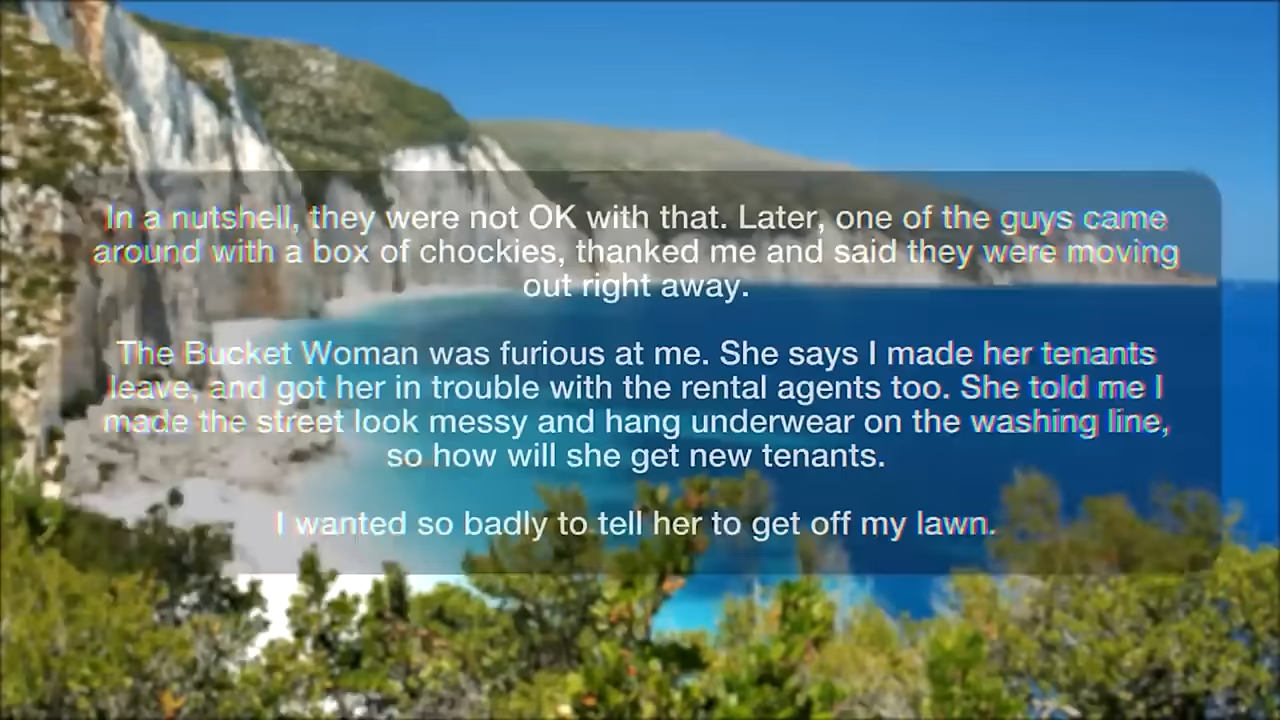 In a nutshell, they were not OK with that. Later, one of the guys came
around with a box of chockies, thanked me and said they were moving
out right away.
The Bucket Woman was furious at me. She says I made her tenants
leave, and got her in trouble with the rental agents too. She told me I
made the street look messy and hang underwear on the washing line,
so how will she get new tenants.
I wanted so badly to tell her to get off my lawn.